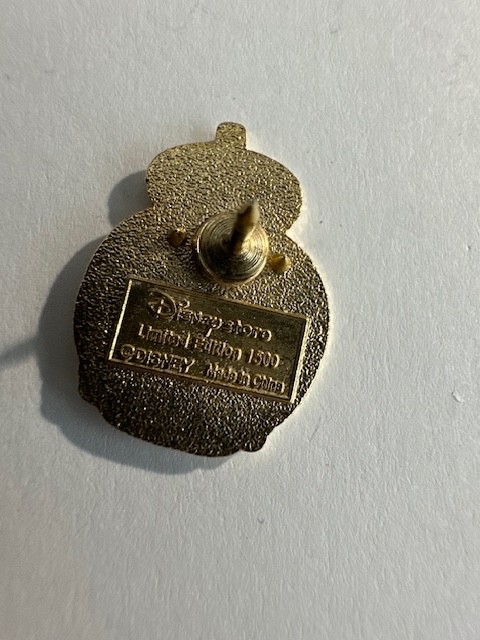 Disney store
Limited Edition 1500
©DISNEY Made in China